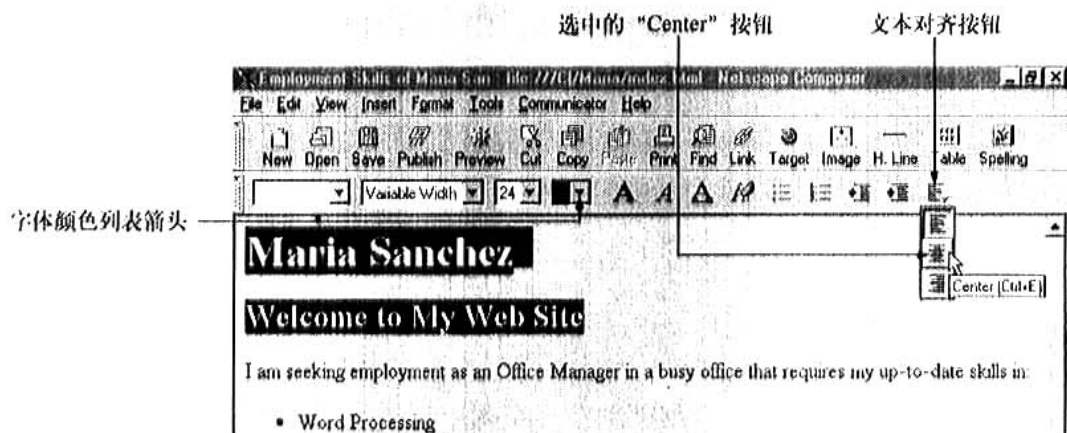 选中的 “Center” 按钮
文本对齐按钮
Employment Skills of Maria Netscape Composer
File Edit View Insert Format Tools Communicator Help
New Open Save Publish Preview Cut Copy Paste Print Find Link Target Image H. Line able Spelling
Variable Width 24
字体颜色列表箭头
Maria Sanchez
Center (Ctrl+E)
Welcome to My Web Site
I am seeking employment as an Office Manager in a busy office that requires my up-to-date skills in:
• Word Processing